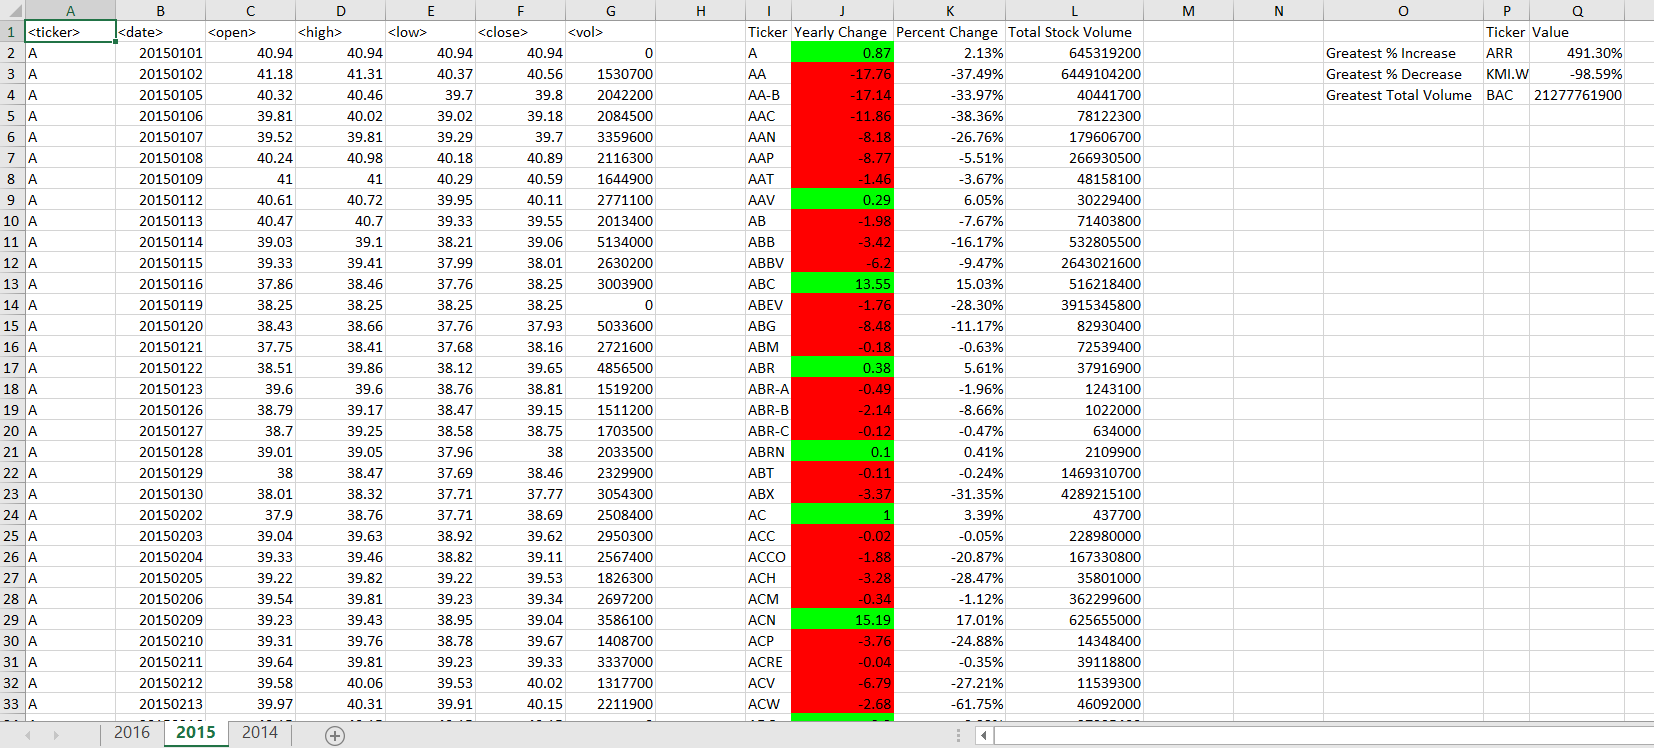 A B C D E F G H I J K L M N O P Q
1 <ticker> <date> <open> <high> <low> <close> <vol> Ticker Yearly Change Percent Change Total Stock Volume Ticker Value
2 A 20150101 40.94 40.94 40.94 40.94 0 A 0.87 2.13% 645319200 Greatest % Increase ARR 491.30%
3 A 20150102 41.18 41.31 40.37 40.56 1530700 AA -17.76 -37.49% 6449104200 Greatest % Decrease KMI.W -98.59%
4 A 20150105 40.32 40.46 39.7 39.8 2042200 AA-B -17.14 -33.97% 40441700 Greatest Total Volume BAC 21277761900
5 A 20150106 39.81 40.02 39.02 39.18 2084500 AAC -11.86 -38.36% 78122300
6 A 20150107 39.52 39.81 39.29 39.7 3359600 AAN -8.18 -26.76% 179606700
7 A 20150108 40.24 40.98 40.18 40.89 2116300 AAP -8.77 -5.51% 266930500
8 A 20150109 41 41 40.29 40.59 1644900 AAT -1.46 -3.67% 48158100
9 A 20150112 40.61 40.72 39.95 40.11 2771100 AAV 0.29 6.05% 30229400
10 A 20150113 40.47 40.7 39.33 39.55 2013400 AB -1.98 -7.67% 71403800
11 A 20150114 39.03 39.1 38.21 39.06 5134000 ABB -3.42 -16.17% 532805500
12 A 20150115 39.33 39.41 37.99 38.01 2630200 ABBV -6.2 -9.47% 2643021600
13 A 20150116 37.86 38.46 37.76 38.25 3003900 ABC 13.55 15.03% 516218400
14 A 20150119 38.25 38.25 38.25 38.25 0 ABEV -1.76 -28.30% 3915345800
15 A 20150120 38.43 38.66 37.76 37.93 5033600 ABG -8.48 -11.17% 82930400
16 A 20150121 37.75 38.41 37.68 38.16 2721600 ABM -0.18 -0.63% 72539400
17 A 20150122 38.51 39.86 38.12 39.65 4856500 ABR 0.38 5.61% 37916900
18 A 20150123 39.6 39.6 38.76 38.81 1519200 ABR-A -0.49 -1.96% 1243100
19 A 20150126 38.79 39.17 38.47 39.15 1511200 ABR-B -2.14 -8.66% 1022000
20 A 20150127 38.7 39.25 38.58 38.75 1703500 ABR-C -0.12 -0.47% 634000
21 A 20150128 39.01 39.05 37.96 38 2033500 ABRN 0.1 0.41% 2109900
22 A 20150129 38 38.47 37.69 38.46 2329900 ABT -0.11 -0.24% 1469310700
23 A 20150130 38.01 38.32 37.71 37.77 3054300 ABX -3.37 -31.35% 4289215100
24 A 20150202 37.9 38.76 37.71 38.69 2508400 AC 1 3.39% 437700
25 A 20150203 39.04 39.63 38.92 39.62 2950300 ACC -0.02 -0.05% 228980000
26 A 20150204 39.33 39.46 38.82 39.11 2567400 ACCO -1.88 -20.87% 167330800
27 A 20150205 39.22 39.82 39.22 39.53 1826300 ACH -3.28 -28.47% 35801000
28 A 20150206 39.54 39.81 39.23 39.34 2697200 ACM -0.34 -1.12% 362299600
29 A 20150209 39.23 39.43 38.95 39.04 3586100 ACN 15.19 17.01% 625655000
30 A 20150210 39.31 39.76 38.78 39.67 1408700 ACP -3.76 -24.88% 14348400
31 A 20150211 39.64 39.81 39.23 39.33 3337000 ACRE -0.04 -0.35% 39118800
32 A 20150212 39.58 40.06 39.53 40.02 1317700 ACV -6.79 -27.21% 11539300
33 A 20150213 39.97 40.31 39.91 40.15 2211900 ACW -2.68 -61.75% 46092000
2016 2015 2014